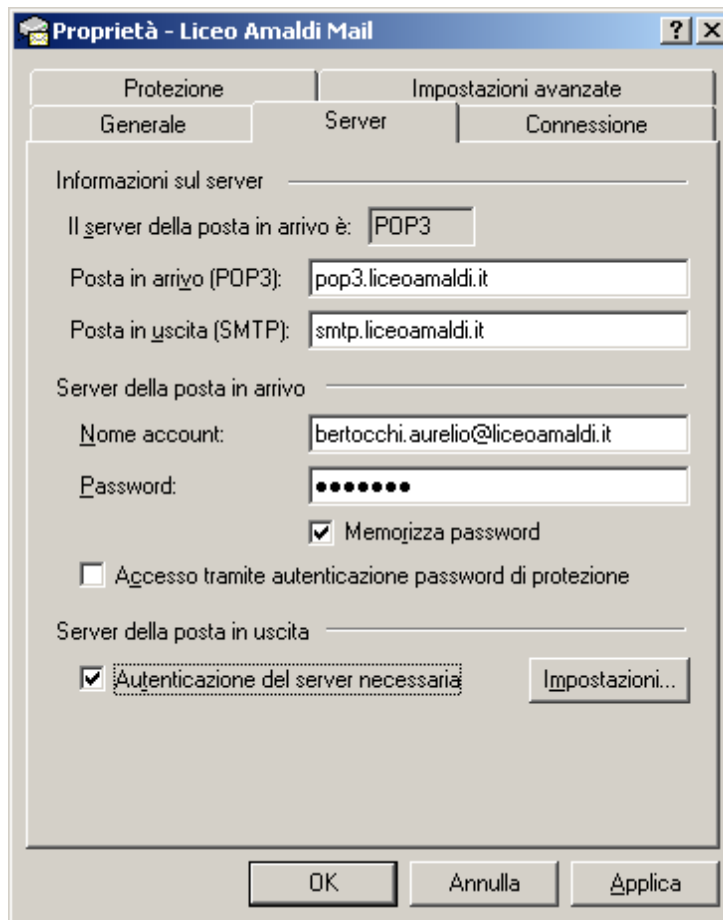 Proprietà - Liceo Amaldi Mail
Protezione Impostazioni avanzate
Generale Server Connessione
Informazioni sul server
Il server della posta in arrivo è: POP3
Posta in arrivo (POP3): pop3.liceoamaldi.it
Posta in uscita (SMTP): smtp.liceoamaldi.it
Server della posta in arrivo
Nome account: bertocchi.aurelio@liceoamaldi.it
Password: •••••••
Memorizza password
Accesso tramite autenticazione password di protezione
Server della posta in uscita
Autenticazione del server necessaria Impostazioni...
OK Annulla Applica